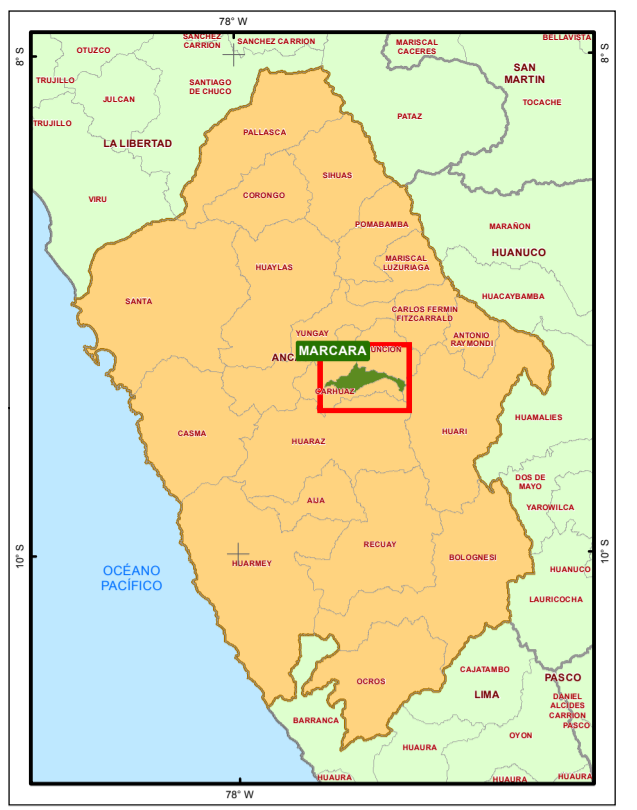 78° W
SANCHEZ
CARRION
SANCHEZ CARRION
BELLAVISTA
MARISCAL
CACERES
OTUZCO
8° S
8° S
SAN
MARTIN
TRUJILLO
SANTIAGO
DE CHUCO
JULCAN
TOCACHE
PATAZ
TRUJILLO
PALLASCA
LA LIBERTAD
SIHUAS
VIRU
CORONGO
POMABAMBA
MARAÑON
HUANUCO
MARISCAL
LUZURIAGA
HUAYLAS
SANTA
HUACAYBAMBA
CARLOS FERMIN
FITZCARRALD
YUNGAY
ANTONIO
RAYMONDI
MARCARA
UNCION
ANC
CARHUAZ
HUAMALIES
CASMA
HUARI
HUARAZ
DOS DE
MAYO
AIJA
YAROWILCA
RECUAY
10° S
10° S
BOLOGNESI
HUARMEY
OCÉANO
PACÍFICO
HUANUCO
LAURICOCHA
CAJATAMBO
PASCO
OCROS
LIMA
DANIEL
ALCIDES
CARRION
PASCO
BARRANCA
OYON
HUAURA
HUAURA
HUAURA
HUAURA
78° W